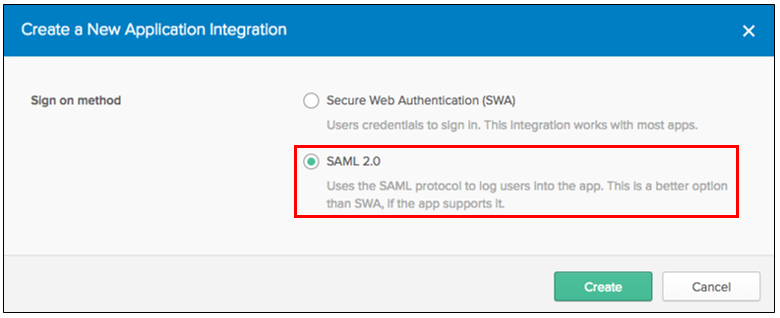 Create a New Application Integration
Sign on method
Secure Web Authentication (SWA)
Users credentials to sign in. This integration works with most apps.
SAML 2.0
Uses the SAML protocol to log users into the app. This is a better option
than SWA, if the app supports it.
Create
Cancel